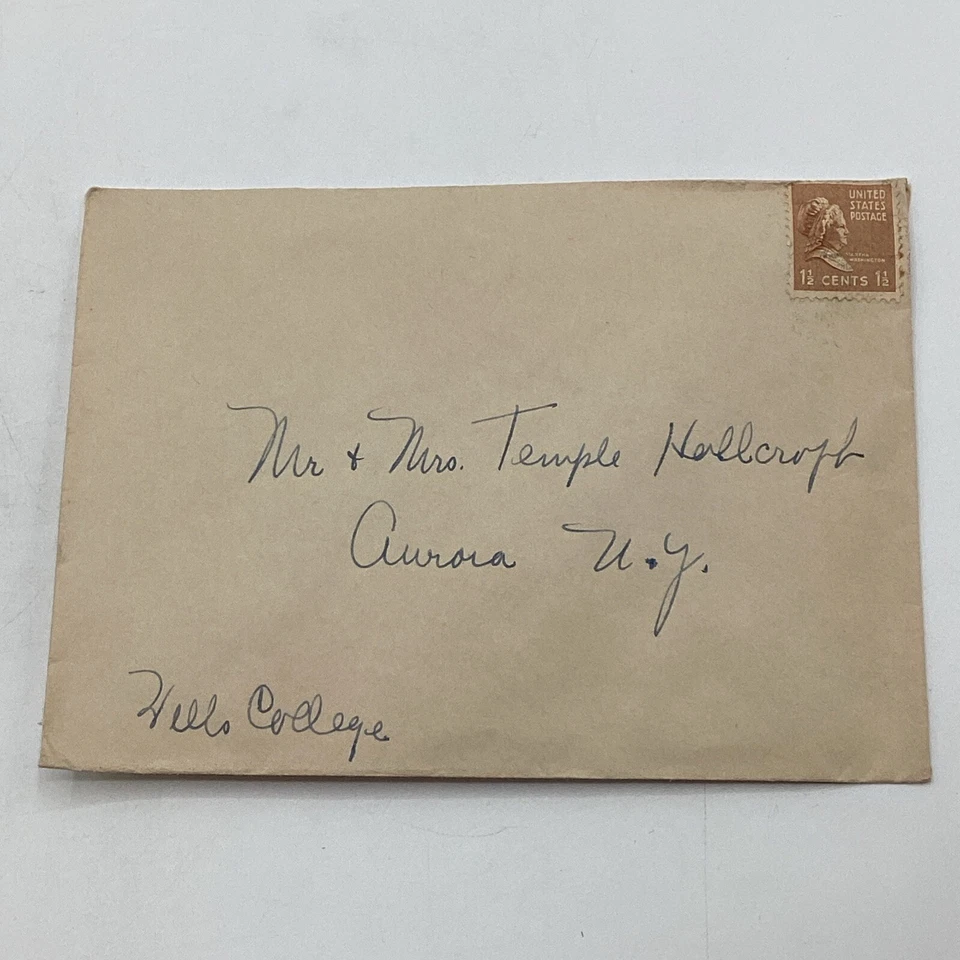 UNITED
STATES
POSTAGE
MARTHA
WASHINGTON
1½ CENTS 1½
Mr & Mrs. Temple Hollcroft
Aurora N.Y.
Wells College